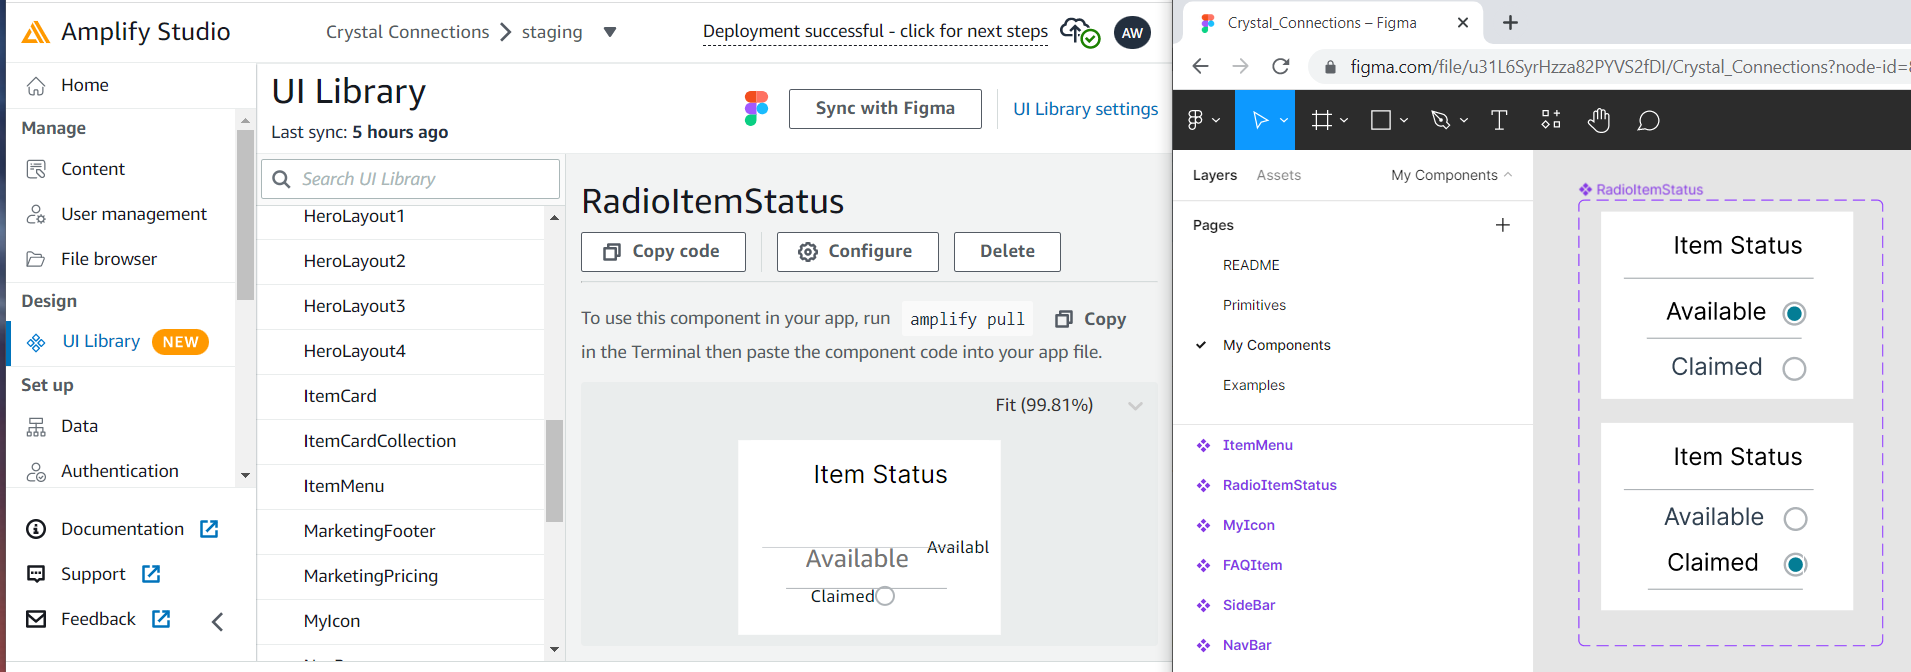 Amplify Studio
Crystal Connections
staging
Deployment successful - click for next steps
AW
Home
Manage
Content
User management
File browser
Design
UI Library
NEW
Set up
Data
Authentication
Documentation
Support
Feedback
UI Library
Last sync: 5 hours ago
Sync with Figma
UI Library settings
Search UI Library
HeroLayout1
HeroLayout2
HeroLayout3
HeroLayout4
ItemCard
ItemCardCollection
ItemMenu
MarketingFooter
MarketingPricing
MyIcon
RadioItemStatus
Copy code
Configure
Delete
To use this component in your app, run amplify pull Copy
in the Terminal then paste the component code into your app file.
Fit (99.81%)
Item Status
Available
Availabl
Claimed
Crystal_Connections – Figma
figma.com/file/u31L6SyrHzza82PYVS2fDI/Crystal_Connections?node-id=8
Layers
Assets
My Components
Pages
README
Primitives
My Components
Examples
ItemMenu
RadioItemStatus
MyIcon
FAQItem
SideBar
NavBar
RadioItemStatus
Item Status
Available
Claimed
Item Status
Available
Claimed